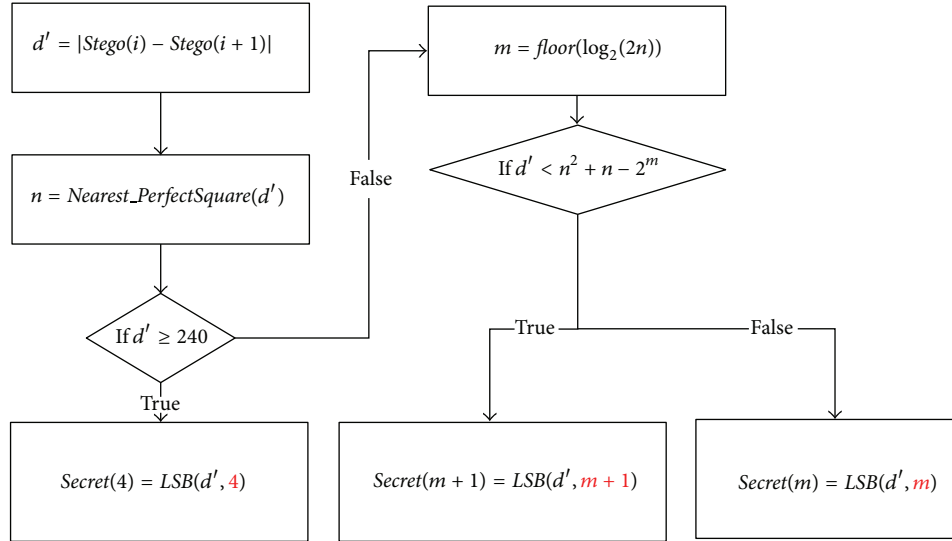 d′ = |Stego(i) − Stego(i + 1)|
n = Nearest_PerfectSquare(d′)
If d′ ≥ 240
True
Secret(4) = LSB(d′, 4)
False
m = floor(log₂(2n))
If d′ < n² + n − 2ᵐ
True
False
Secret(m + 1) = LSB(d′, m + 1)
Secret(m) = LSB(d′, m)